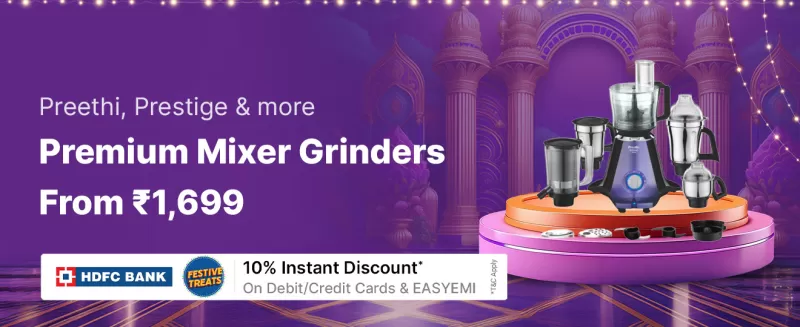 Preethi, Prestige & more
Premium Mixer Grinders
From ₹1,699
HDFC BANK
FESTIVE
TREATS
10% Instant Discount*
On Debit/Credit Cards & EASYEMI
*T&C Apply